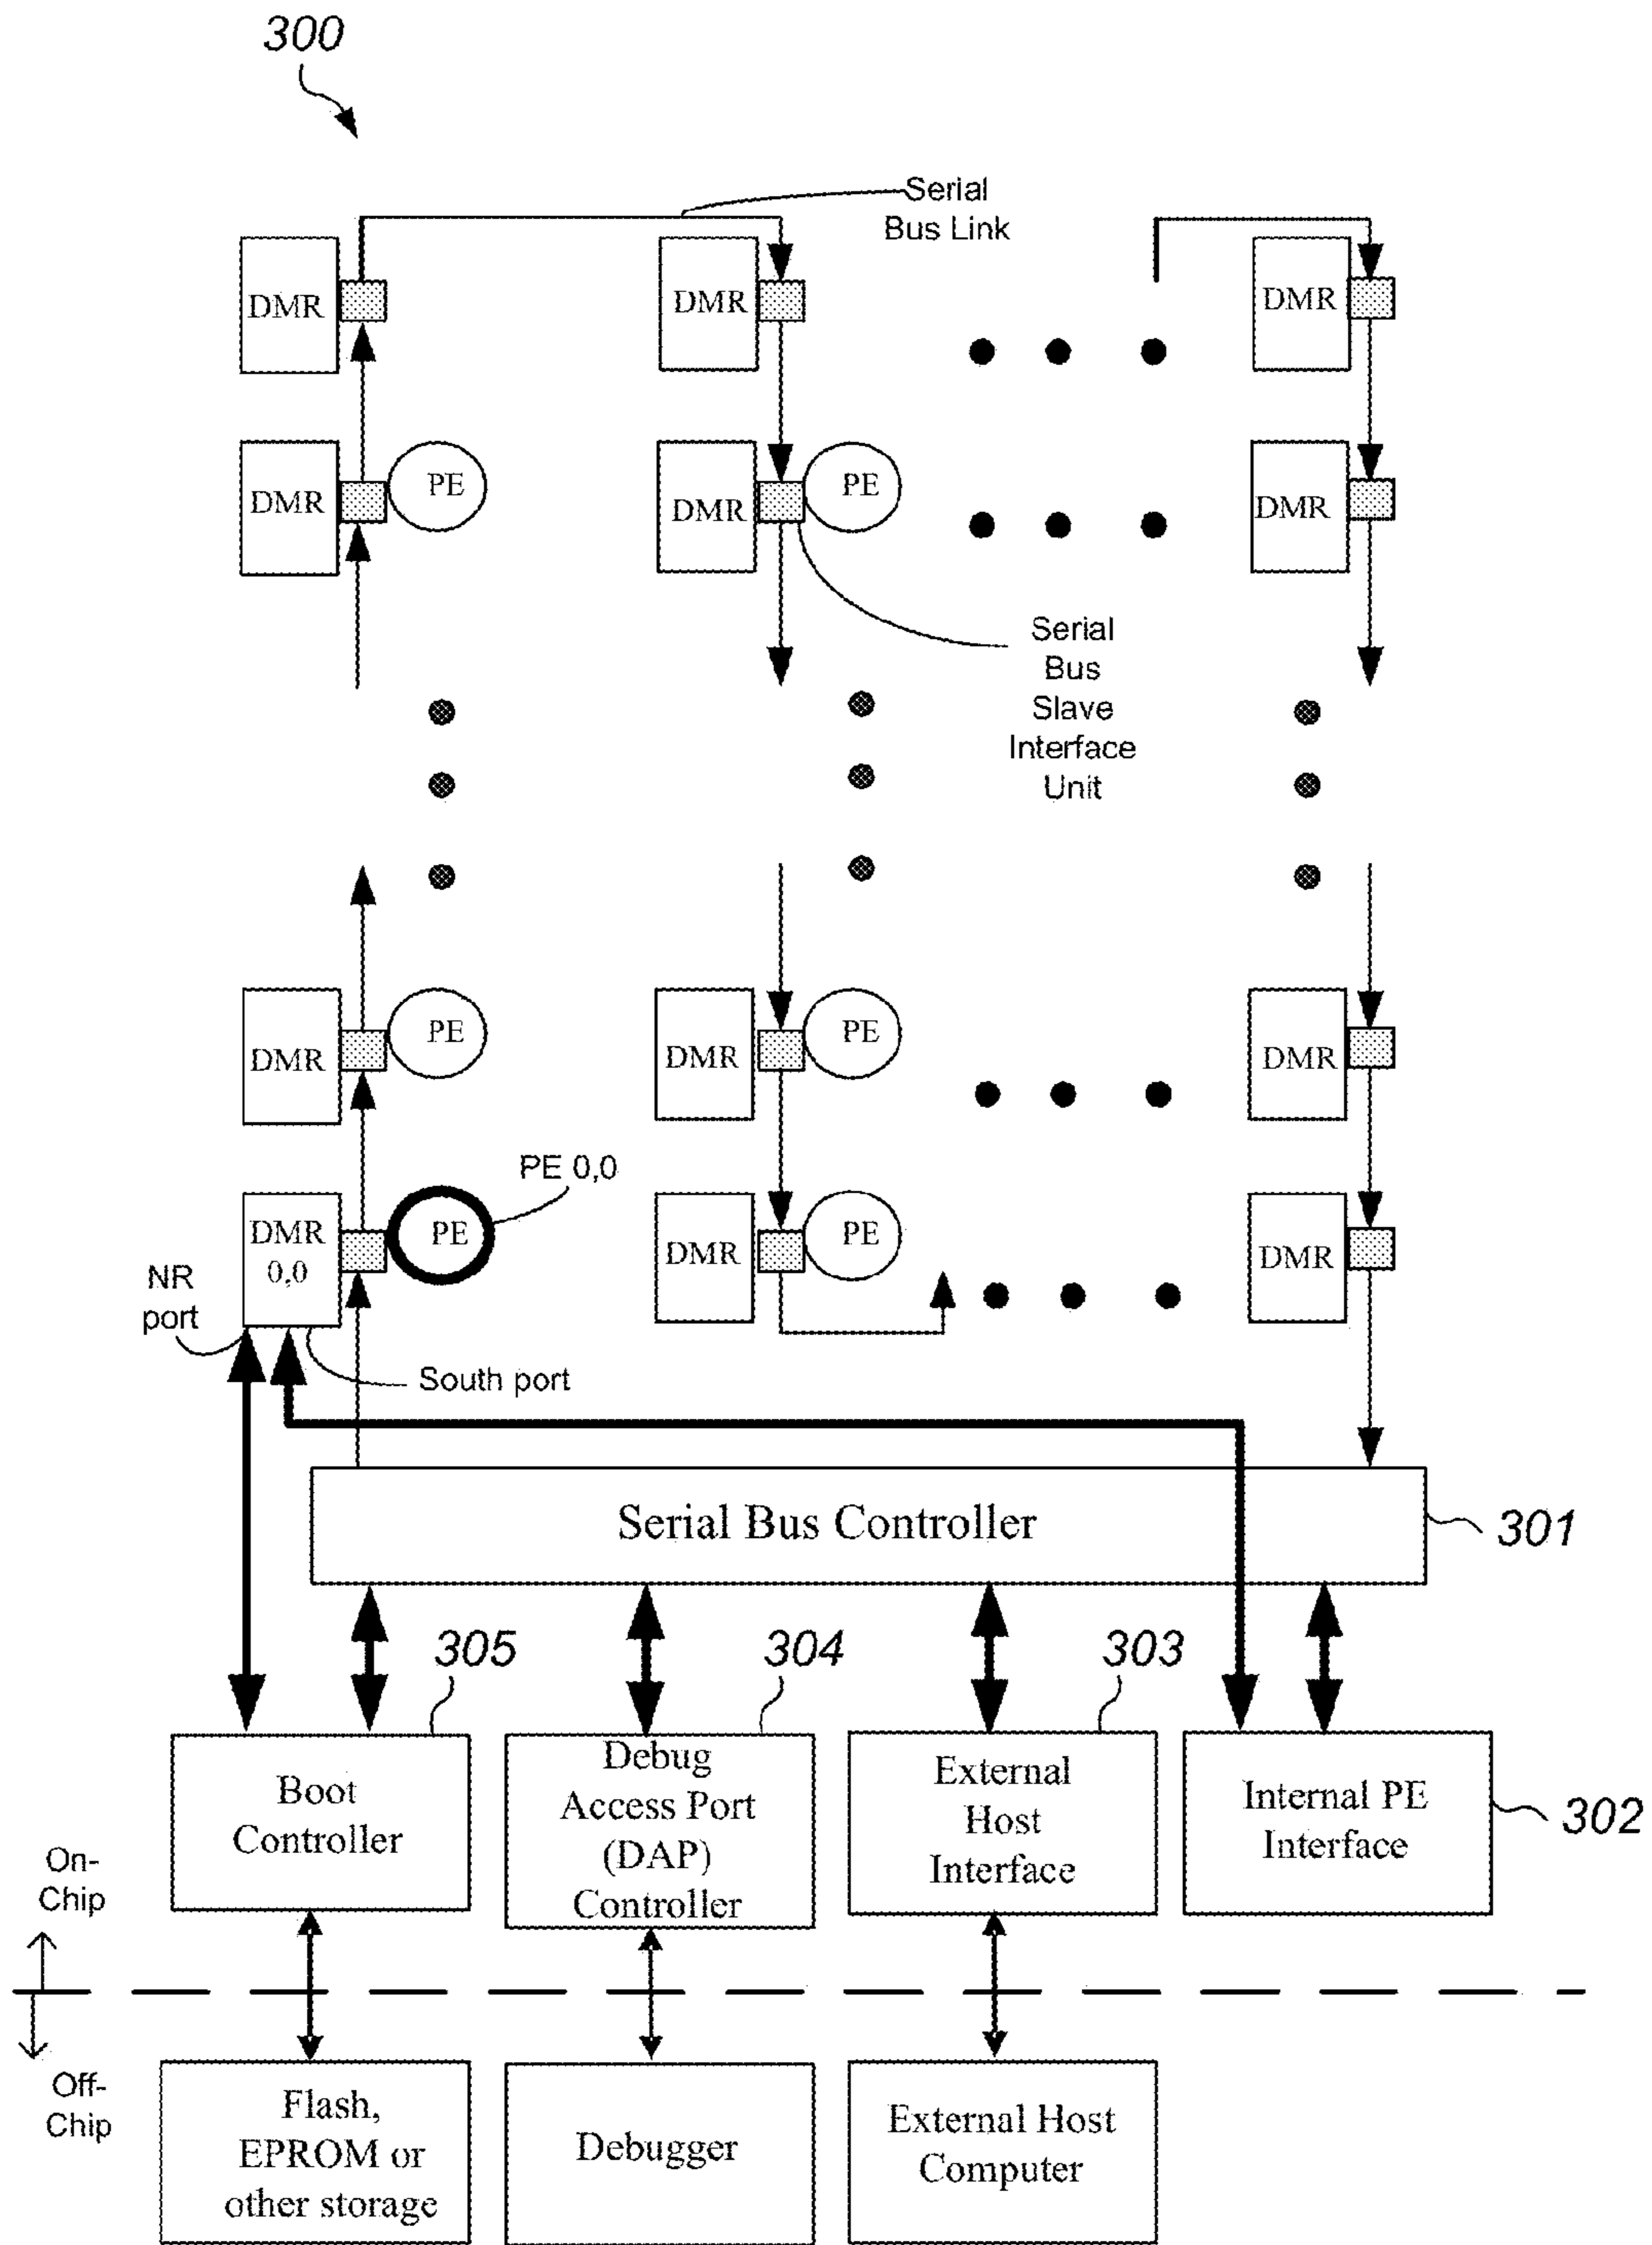 300
Serial
Bus Link
DMR
DMR
DMR
DMR
PE
DMR
PE
DMR
Serial
Bus
Slave
Interface
Unit
DMR
PE
DMR
PE
DMR
PE 0,0
DMR
0,0
PE
DMR
PE
DMR
NR
port
South port
Serial Bus Controller
301
305
304
303
Boot
Controller
Debug
Access Port
(DAP)
Controller
External
Host
Interface
Internal PE
Interface
302
On-
Chip
Off-
Chip
Flash,
EPROM or
other storage
Debugger
External Host
Computer